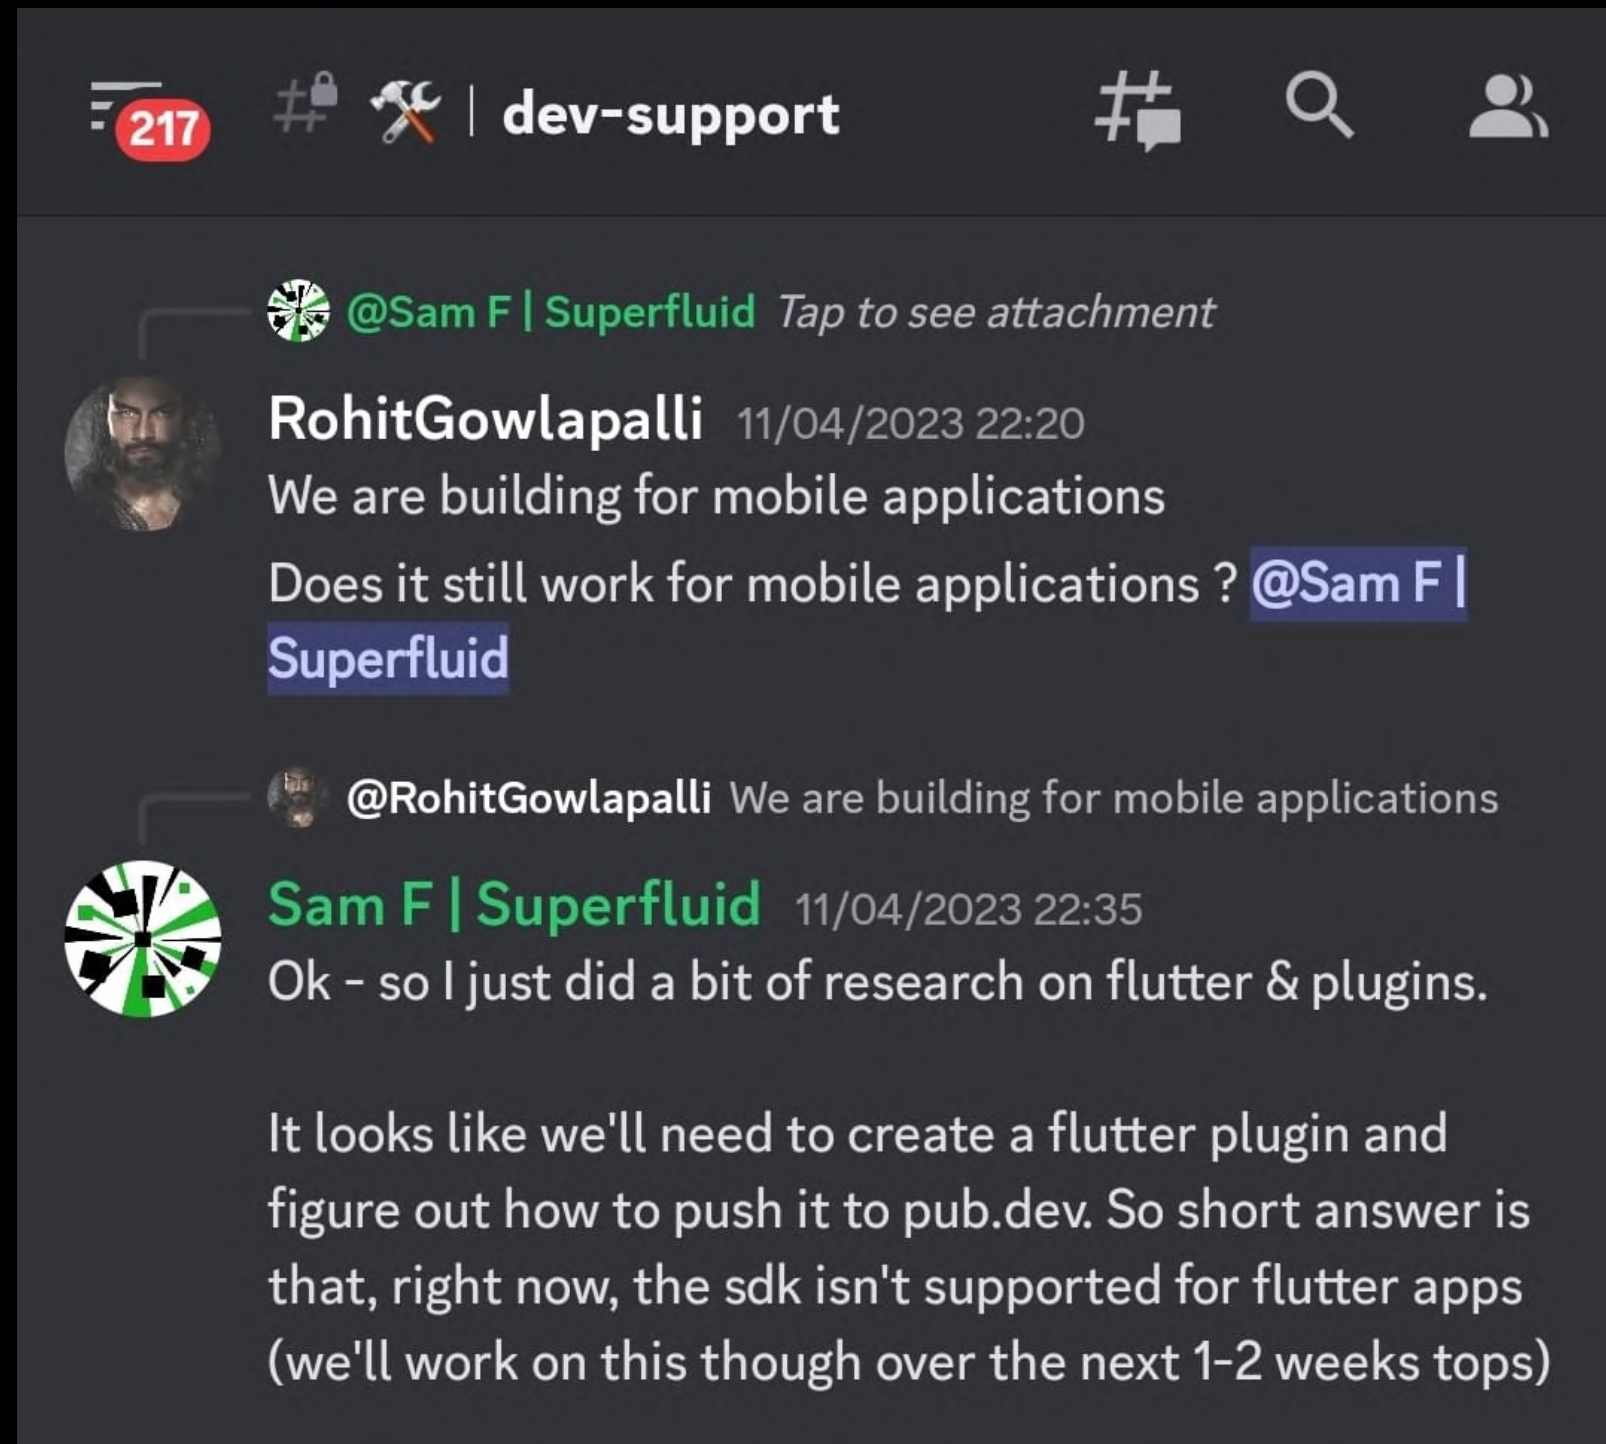 217
dev-support
@Sam F | Superfluid Tap to see attachment
RohitGowlapalli 11/04/2023 22:20
We are building for mobile applications
Does it still work for mobile applications ? @Sam F |
Superfluid
@RohitGowlapalli We are building for mobile applications
Sam F | Superfluid 11/04/2023 22:35
Ok - so I just did a bit of research on flutter & plugins.
It looks like we'll need to create a flutter plugin and
figure out how to push it to pub.dev. So short answer is
that, right now, the sdk isn't supported for flutter apps
(we'll work on this though over the next 1-2 weeks tops)